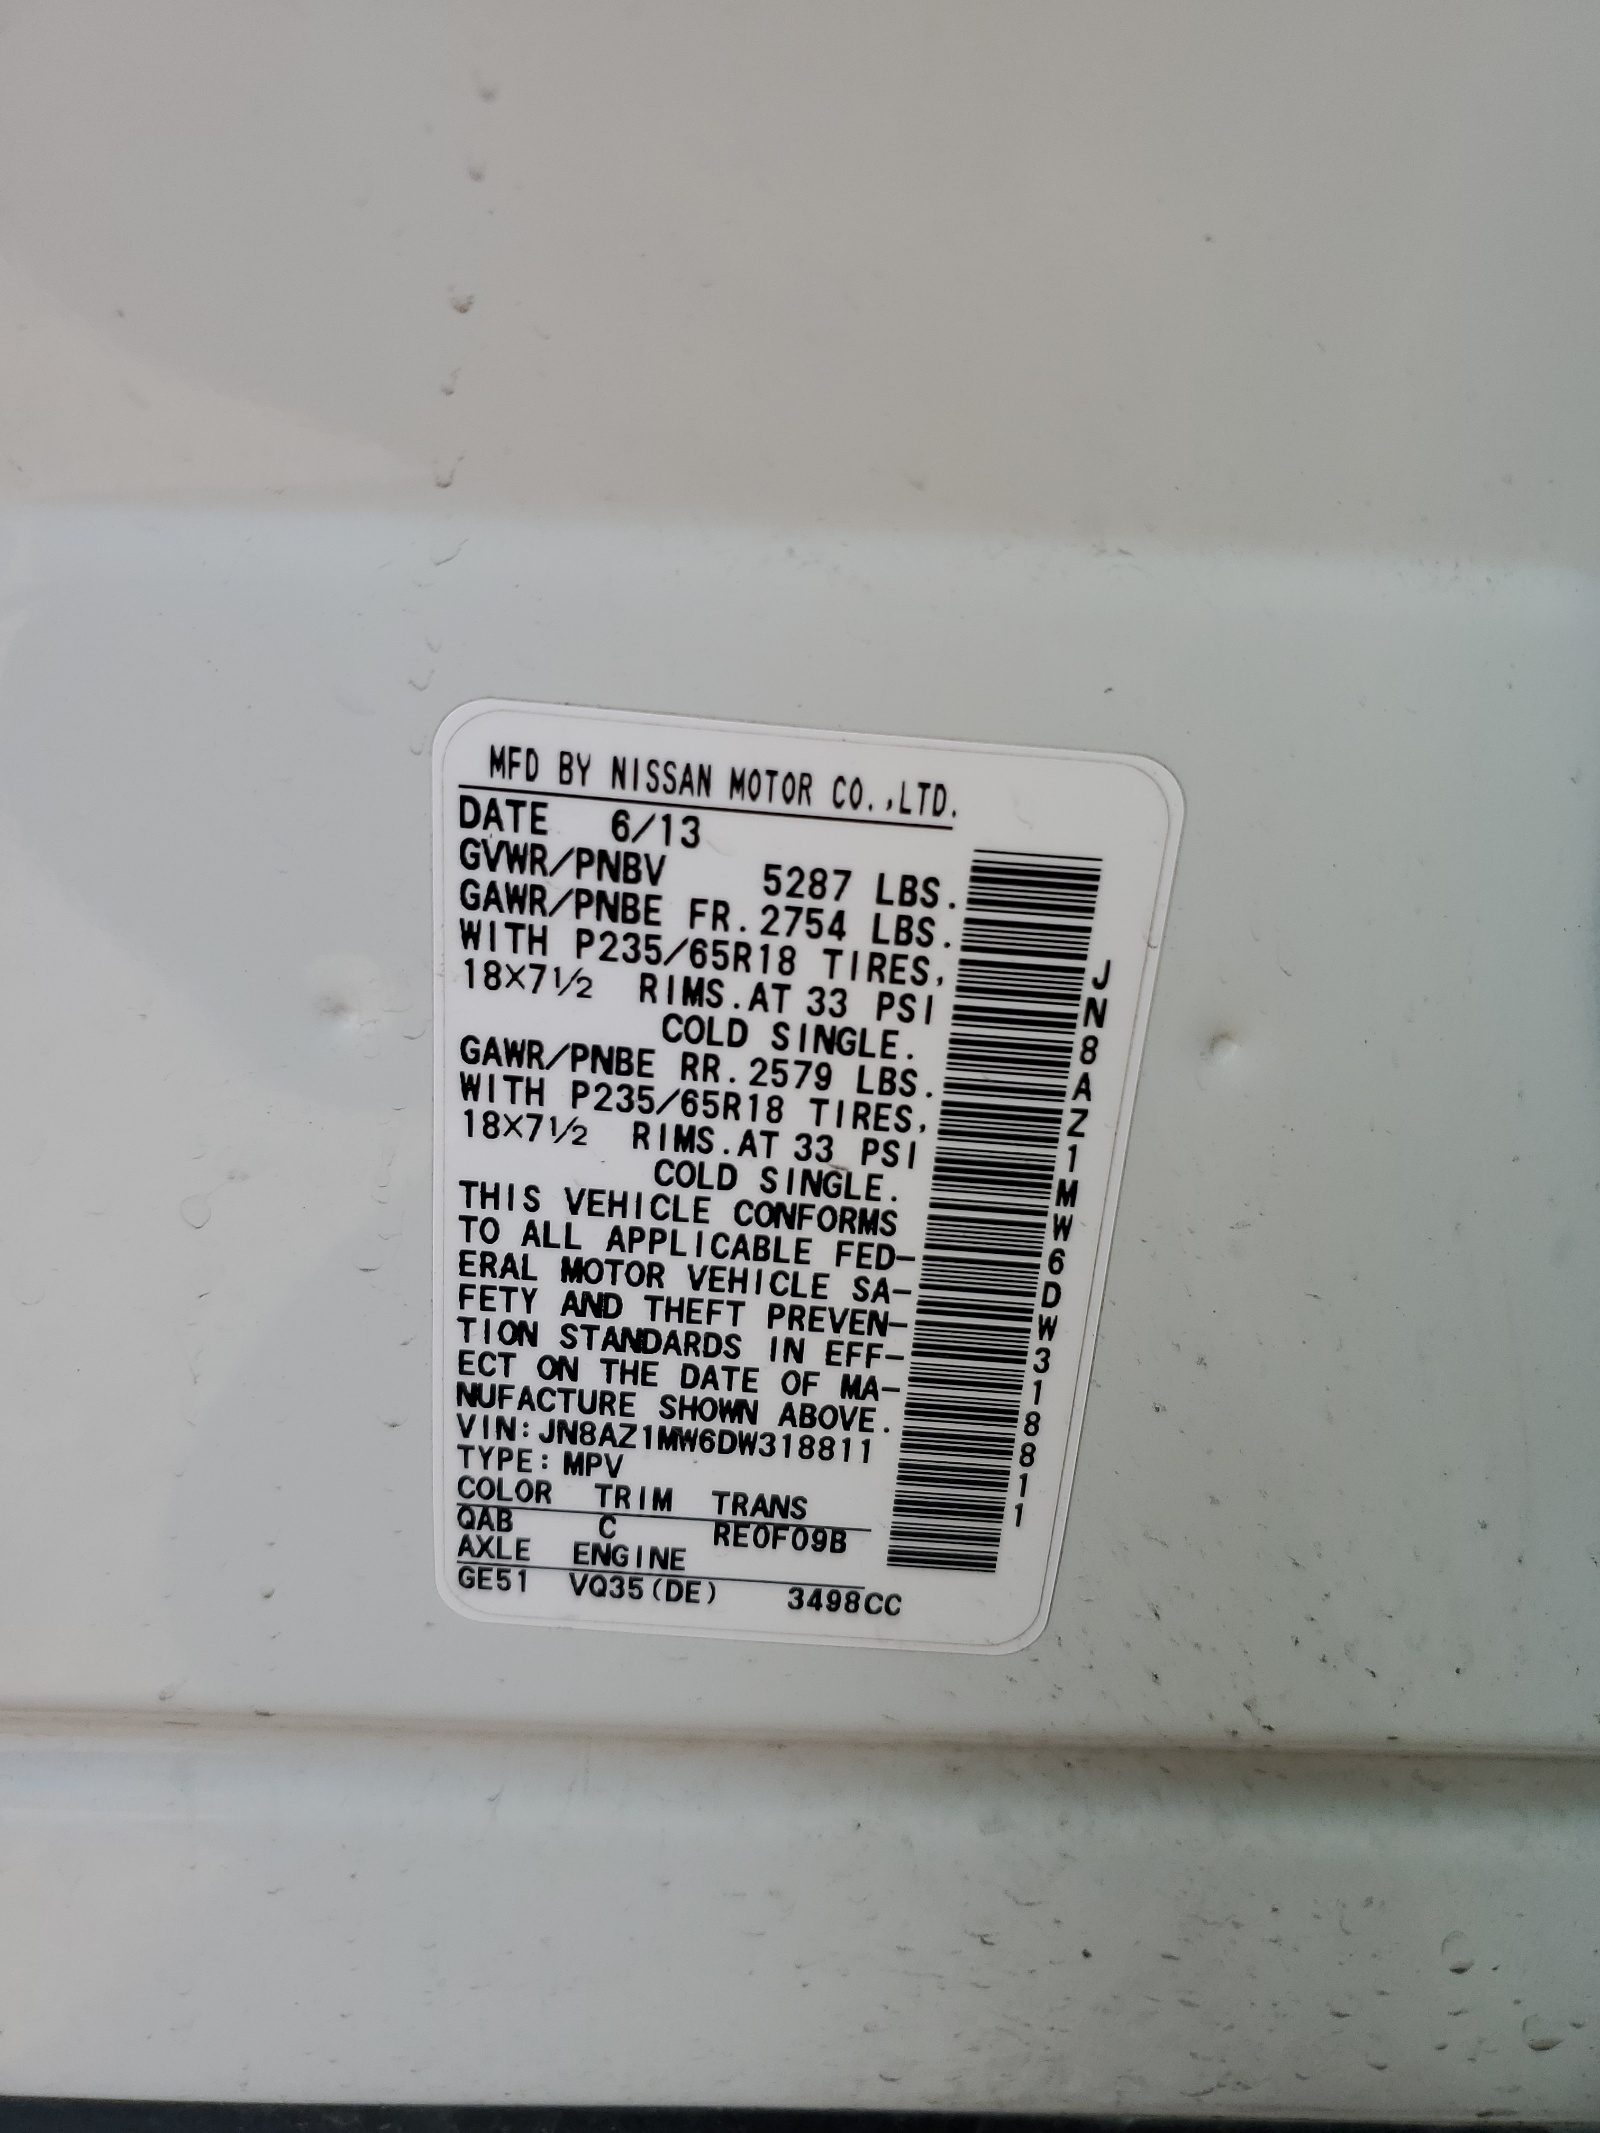 MFD BY NISSAN MOTOR CO.,LTD.
DATE 6/13
GVWR/PNBV 5287 LBS.
GAWR/PNBE FR.2754 LBS.
WITH P235/65R18 TIRES,
18×7½ RIMS.AT 33 PSI
COLD SINGLE.
GAWR/PNBE RR.2579 LBS.
WITH P235/65R18 TIRES,
18×7½ RIMS.AT 33 PSI
COLD SINGLE.
THIS VEHICLE CONFORMS
TO ALL APPLICABLE FED-
ERAL MOTOR VEHICLE SA-
FETY AND THEFT PREVEN-
TION STANDARDS IN EFF-
ECT ON THE DATE OF MA-
NUFACTURE SHOWN ABOVE.
VIN:JN8AZ1MW6DW318811
TYPE:MPV
COLOR TRIM TRANS
QAB C RE0F09B
AXLE ENGINE
GE51 VQ35(DE) 3498CC
JN8AZ1MW6DW318811